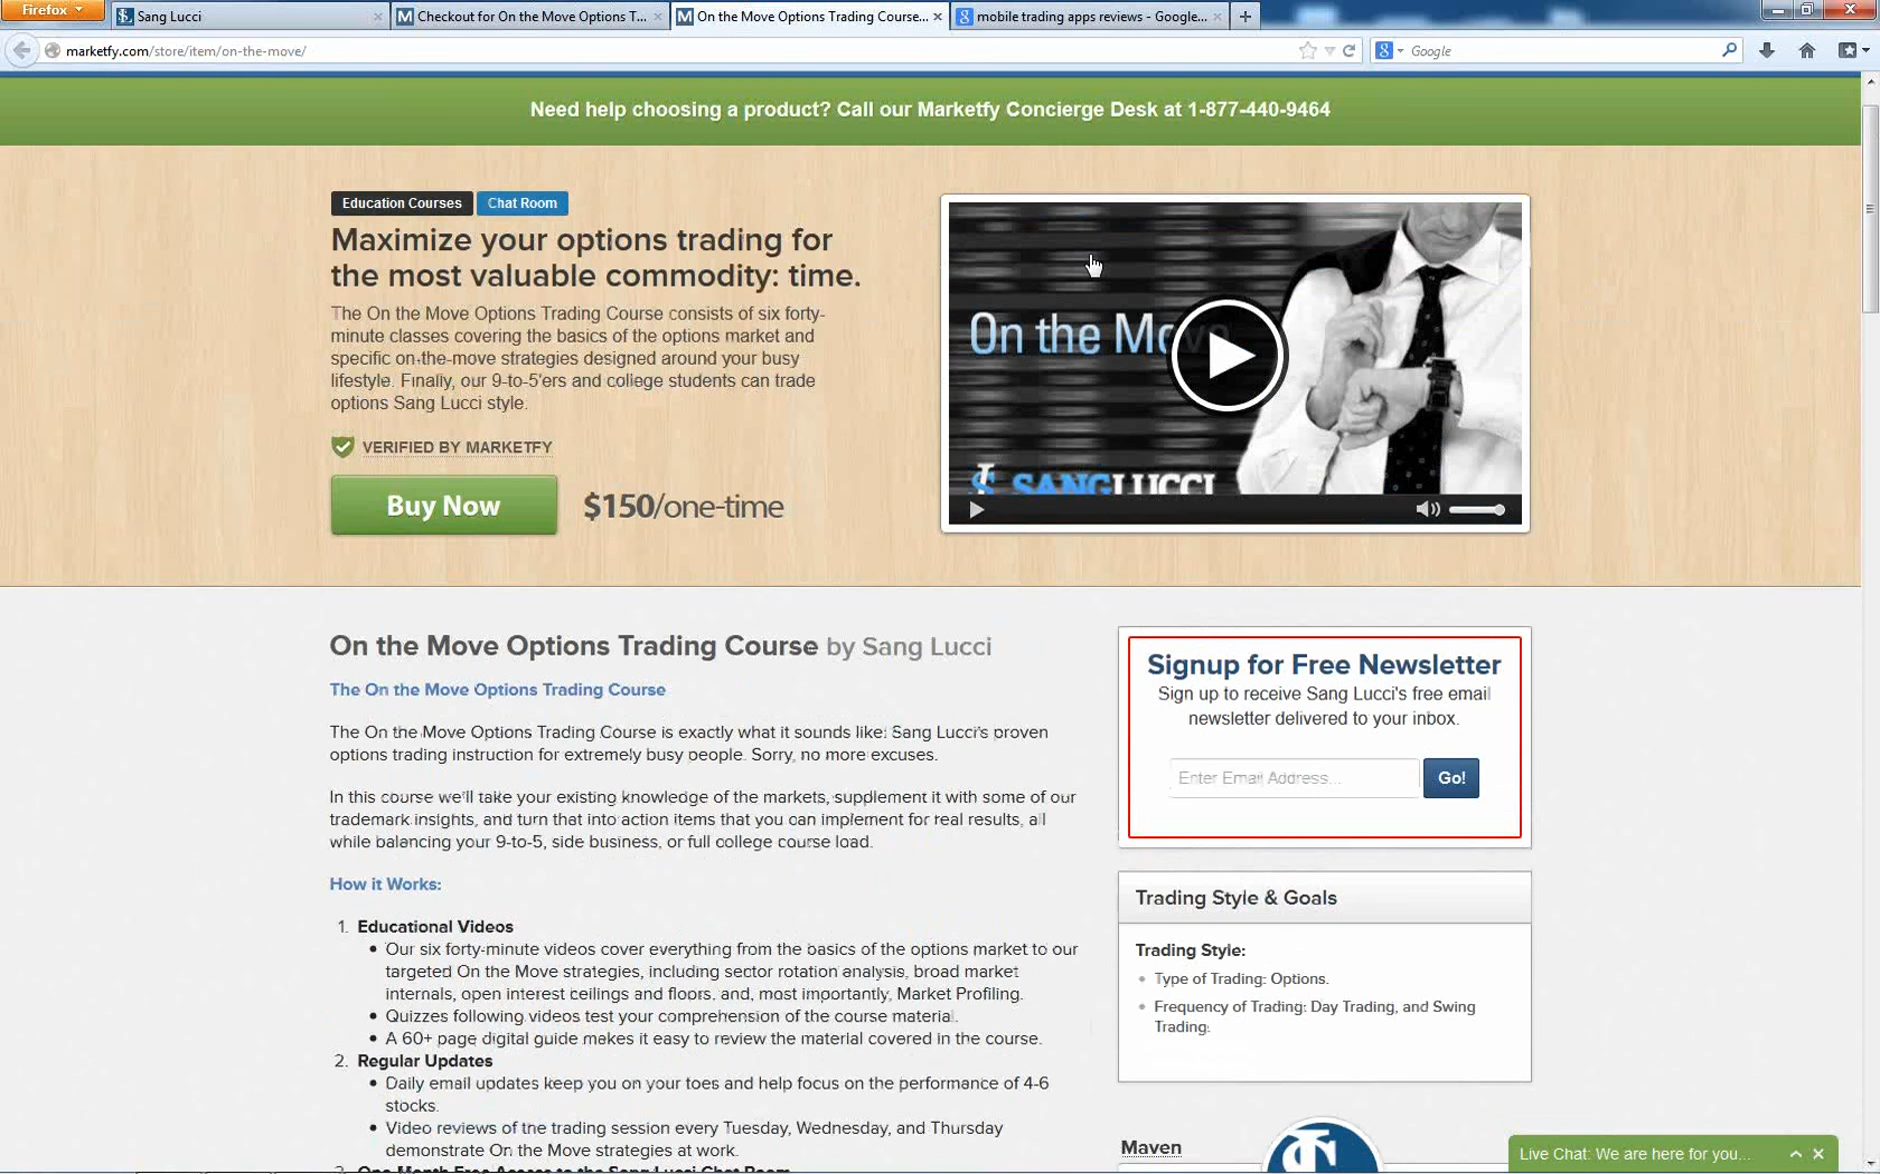 Firefox
Sang Lucci
Checkout for On the Move Options T...
On the Move Options Trading Course...
mobile trading apps reviews - Google...
marketfy.com/store/item/on-the-move/
Google
Need help choosing a product? Call our Marketfy Concierge Desk at 1-877-440-9464
Education Courses
Chat Room
Maximize your options trading for
the most valuable commodity: time.
The On the Move Options Trading Course consists of six forty-
minute classes covering the basics of the options market and
specific on-the-move strategies designed around your busy
lifestyle. Finally, our 9-to-5'ers and college students can trade
options Sang Lucci style.
VERIFIED BY MARKETFY
Buy Now
$150/one-time
On the Move
SANGLUCCI
On the Move Options Trading Course by Sang Lucci
The On the Move Options Trading Course
The On the Move Options Trading Course is exactly what it sounds like: Sang Lucci's proven
options trading instruction for extremely busy people. Sorry, no more excuses.
In this course we'll take your existing knowledge of the markets, supplement it with some of our
trademark insights, and turn that into action items that you can implement for real results, all
while balancing your 9-to-5, side business, or full college course load.
How it Works:
1. Educational Videos
• Our six forty-minute videos cover everything from the basics of the options market to our
targeted On the Move strategies, including sector rotation analysis, broad market
internals, open interest ceilings and floors, and, most importantly, Market Profiling.
• Quizzes following videos test your comprehension of the course material.
• A 60+ page digital guide makes it easy to review the material covered in the course.
2. Regular Updates
• Daily email updates keep you on your toes and help focus on the performance of 4-6
stocks.
• Video reviews of the trading session every Tuesday, Wednesday, and Thursday
demonstrate On the Move strategies at work.
3. One Month Free Access to the Sang Lucci Chat Room
Signup for Free Newsletter
Sign up to receive Sang Lucci's free email
newsletter delivered to your inbox.
Enter Email Address...
Go!
Trading Style & Goals
Trading Style:
• Type of Trading: Options.
• Frequency of Trading: Day Trading, and Swing
Trading.
Maven
Live Chat: We are here for you...